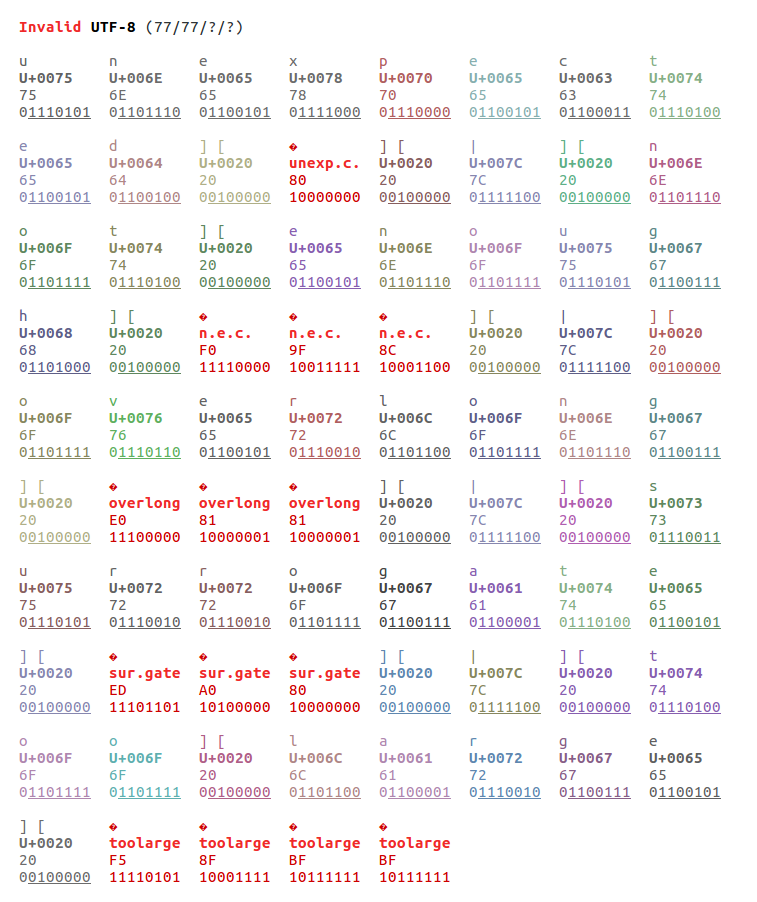 Invalid UTF-8 (77/77/?/?)
u n e x p e c t
U+0075 U+006E U+0065 U+0078 U+0070 U+0065 U+0063 U+0074
75 6E 65 78 70 65 63 74
01110101 01101110 01100101 01111000 01110000 01100101 01100011 01110100
e d ] [ � ] [ | ] [ n
U+0065 U+0064 U+0020 unexp.c. U+0020 U+007C U+0020 U+006E
65 64 20 80 20 7C 20 6E
01100101 01100100 00100000 10000000 00100000 01111100 00100000 01101110
o t ] [ e n o u g
U+006F U+0074 U+0020 U+0065 U+006E U+006F U+0075 U+0067
6F 74 20 65 6E 6F 75 67
01101111 01110100 00100000 01100101 01101110 01101111 01110101 01100111
h ] [ � � � ] [ | ] [
U+0068 U+0020 n.e.c. n.e.c. n.e.c. U+0020 U+007C U+0020
68 20 F0 9F 8C 20 7C 20
01101000 00100000 11110000 10011111 10001100 00100000 01111100 00100000
o v e r l o n g
U+006F U+0076 U+0065 U+0072 U+006C U+006F U+006E U+0067
6F 76 65 72 6C 6F 6E 67
01101111 01110110 01100101 01110010 01101100 01101111 01101110 01100111
] [ � � � ] [ | ] [ s
U+0020 overlong overlong overlong U+0020 U+007C U+0020 U+0073
20 E0 81 81 20 7C 20 73
00100000 11100000 10000001 10000001 00100000 01111100 00100000 01110011
u r r o g a t e
U+0075 U+0072 U+0072 U+006F U+0067 U+0061 U+0074 U+0065
75 72 72 6F 67 61 74 65
01110101 01110010 01110010 01101111 01100111 01100001 01110100 01100101
] [ � � � ] [ | ] [ t
U+0020 sur.gate sur.gate sur.gate U+0020 U+007C U+0020 U+0074
20 ED A0 80 20 7C 20 74
00100000 11101101 10100000 10000000 00100000 01111100 00100000 01110100
o o ] [ l a r g e
U+006F U+006F U+0020 U+006C U+0061 U+0072 U+0067 U+0065
6F 6F 20 6C 61 72 67 65
01101111 01101111 00100000 01101100 01100001 01110010 01100111 01100101
] [ � � � �
U+0020 toolarge toolarge toolarge toolarge
20 F5 8F BF BF
00100000 11110101 10001111 10111111 10111111